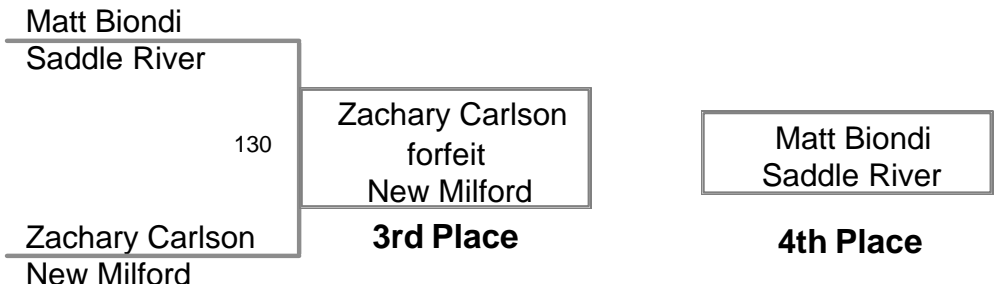 Matt Biondi
Saddle River
130
Zachary Carlson
forfeit
New Milford
3rd Place
Matt Biondi
Saddle River
4th Place
Zachary Carlson
New Milford